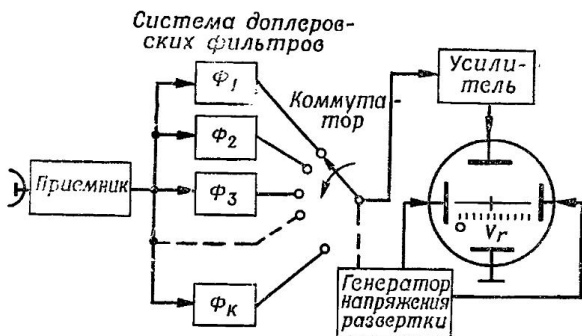 Система доплеров-
ских фильтров
Ф1
Коммута-
тор
Усили-
тель
Ф2
Приемник
Ф3
Vr
Фк
Генератор
напряжения
развертки